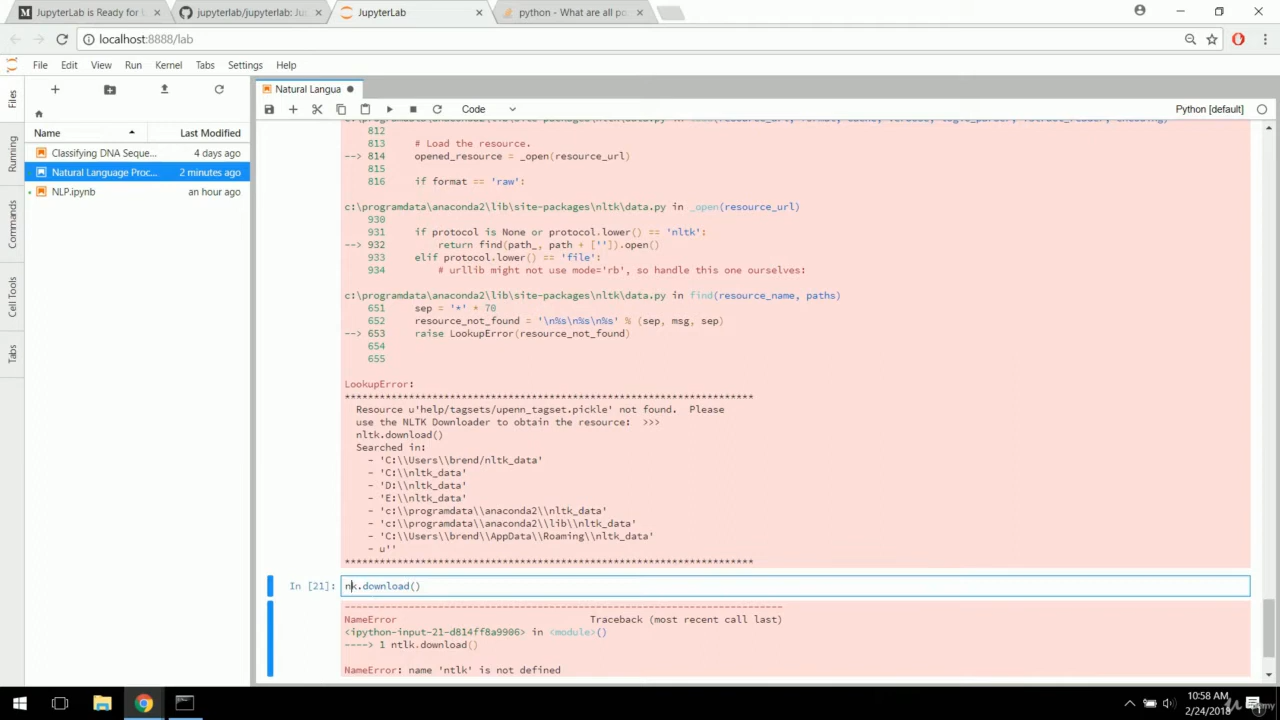 JupyterLab is Ready for
jupyterlab/jupyterlab: Ju
JupyterLab
python - What are all po
localhost:8888/lab
File Edit View Run Kernel Tabs Settings Help
Files
Running
Commands
Cell Tools
Tabs
Name Last Modified
Classifying DNA Seque... 4 days ago
Natural Language Proc... 2 minutes ago
NLP.ipynb an hour ago
Natural Langua
Code
Python [default]
812
813 # Load the resource.
--> 814 opened_resource = _open(resource_url)
815
816 if format == 'raw':
c:\programdata\anaconda2\lib\site-packages\nltk\data.py in _open(resource_url)
930
931 if protocol is None or protocol.lower() == 'nltk':
--> 932 return find(path_, path + ['']).open()
933 elif protocol.lower() == 'file':
934 # urllib might not use mode='rb', so handle this one ourselves:
c:\programdata\anaconda2\lib\site-packages\nltk\data.py in find(resource_name, paths)
651 sep = '*' * 70
652 resource_not_found = '\n%s\n%s\n%s' % (sep, msg, sep)
--> 653 raise LookupError(resource_not_found)
654
655
LookupError:
**********************************************************************
Resource u'help/tagsets/upenn_tagset.pickle' not found. Please
use the NLTK Downloader to obtain the resource: >>>
nltk.download()
Searched in:
- 'C:\\Users\\brend/nltk_data'
- 'C:\\nltk_data'
- 'D:\\nltk_data'
- 'E:\\nltk_data'
- 'c:\\programdata\\anaconda2\\nltk_data'
- 'c:\\programdata\\anaconda2\\lib\\nltk_data'
- 'C:\\Users\\brend\\AppData\\Roaming\\nltk_data'
- u''
**********************************************************************
In [21]: nk.download()
---------------------------------------------------------------------------
NameError Traceback (most recent call last)
<ipython-input-21-d814ff8a9906> in <module>()
----> 1 ntlk.download()
NameError: name 'ntlk' is not defined
10:58 AM
2/24/2018